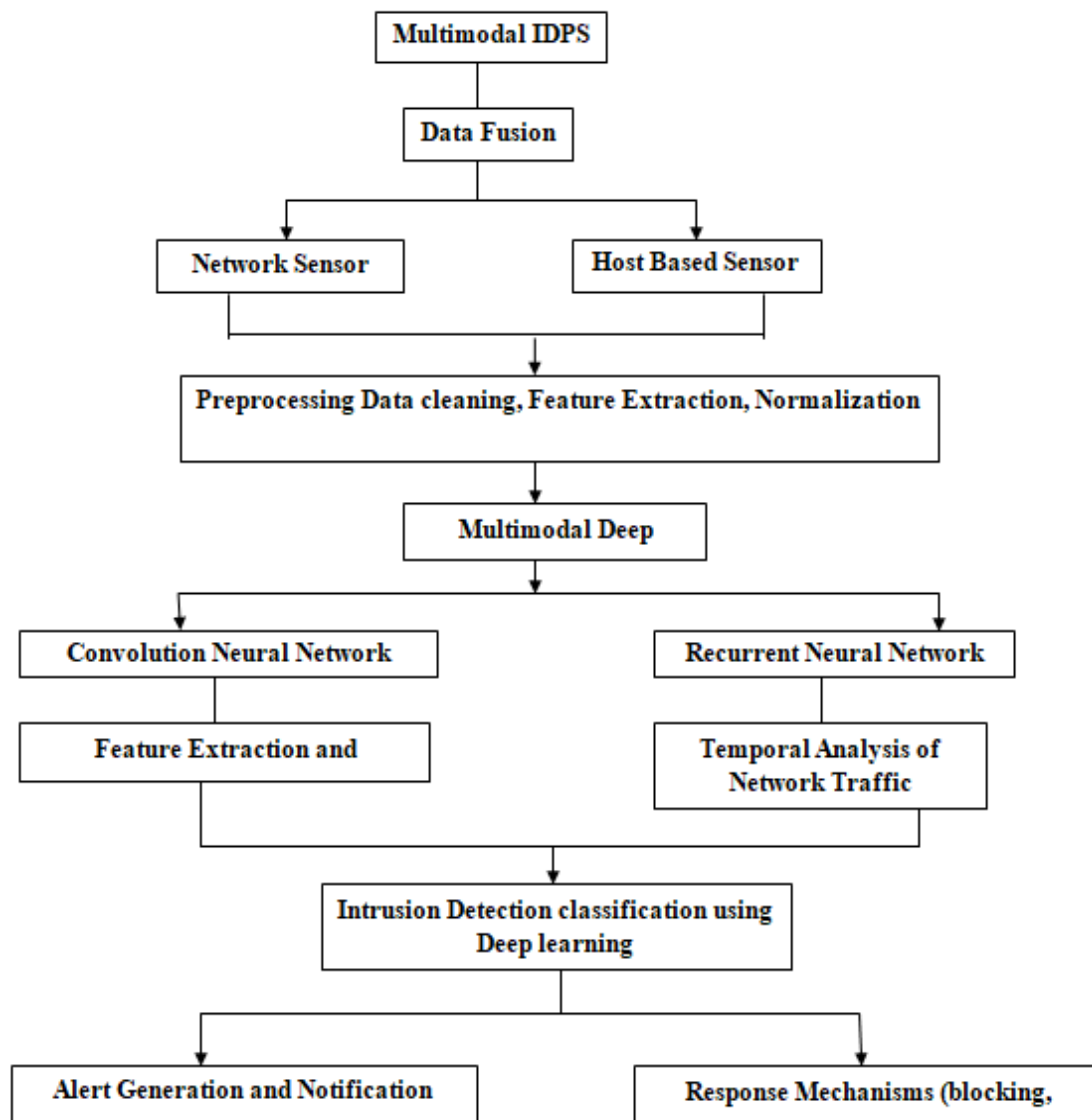 Multimodal IDPS
Data Fusion
Network Sensor
Host Based Sensor
Preprocessing Data cleaning, Feature Extraction, Normalization
Multimodal Deep
Convolution Neural Network
Recurrent Neural Network
Feature Extraction and
Temporal Analysis of
Network Traffic
Intrusion Detection classification using
Deep learning
Alert Generation and Notification
Response Mechanisms (blocking,